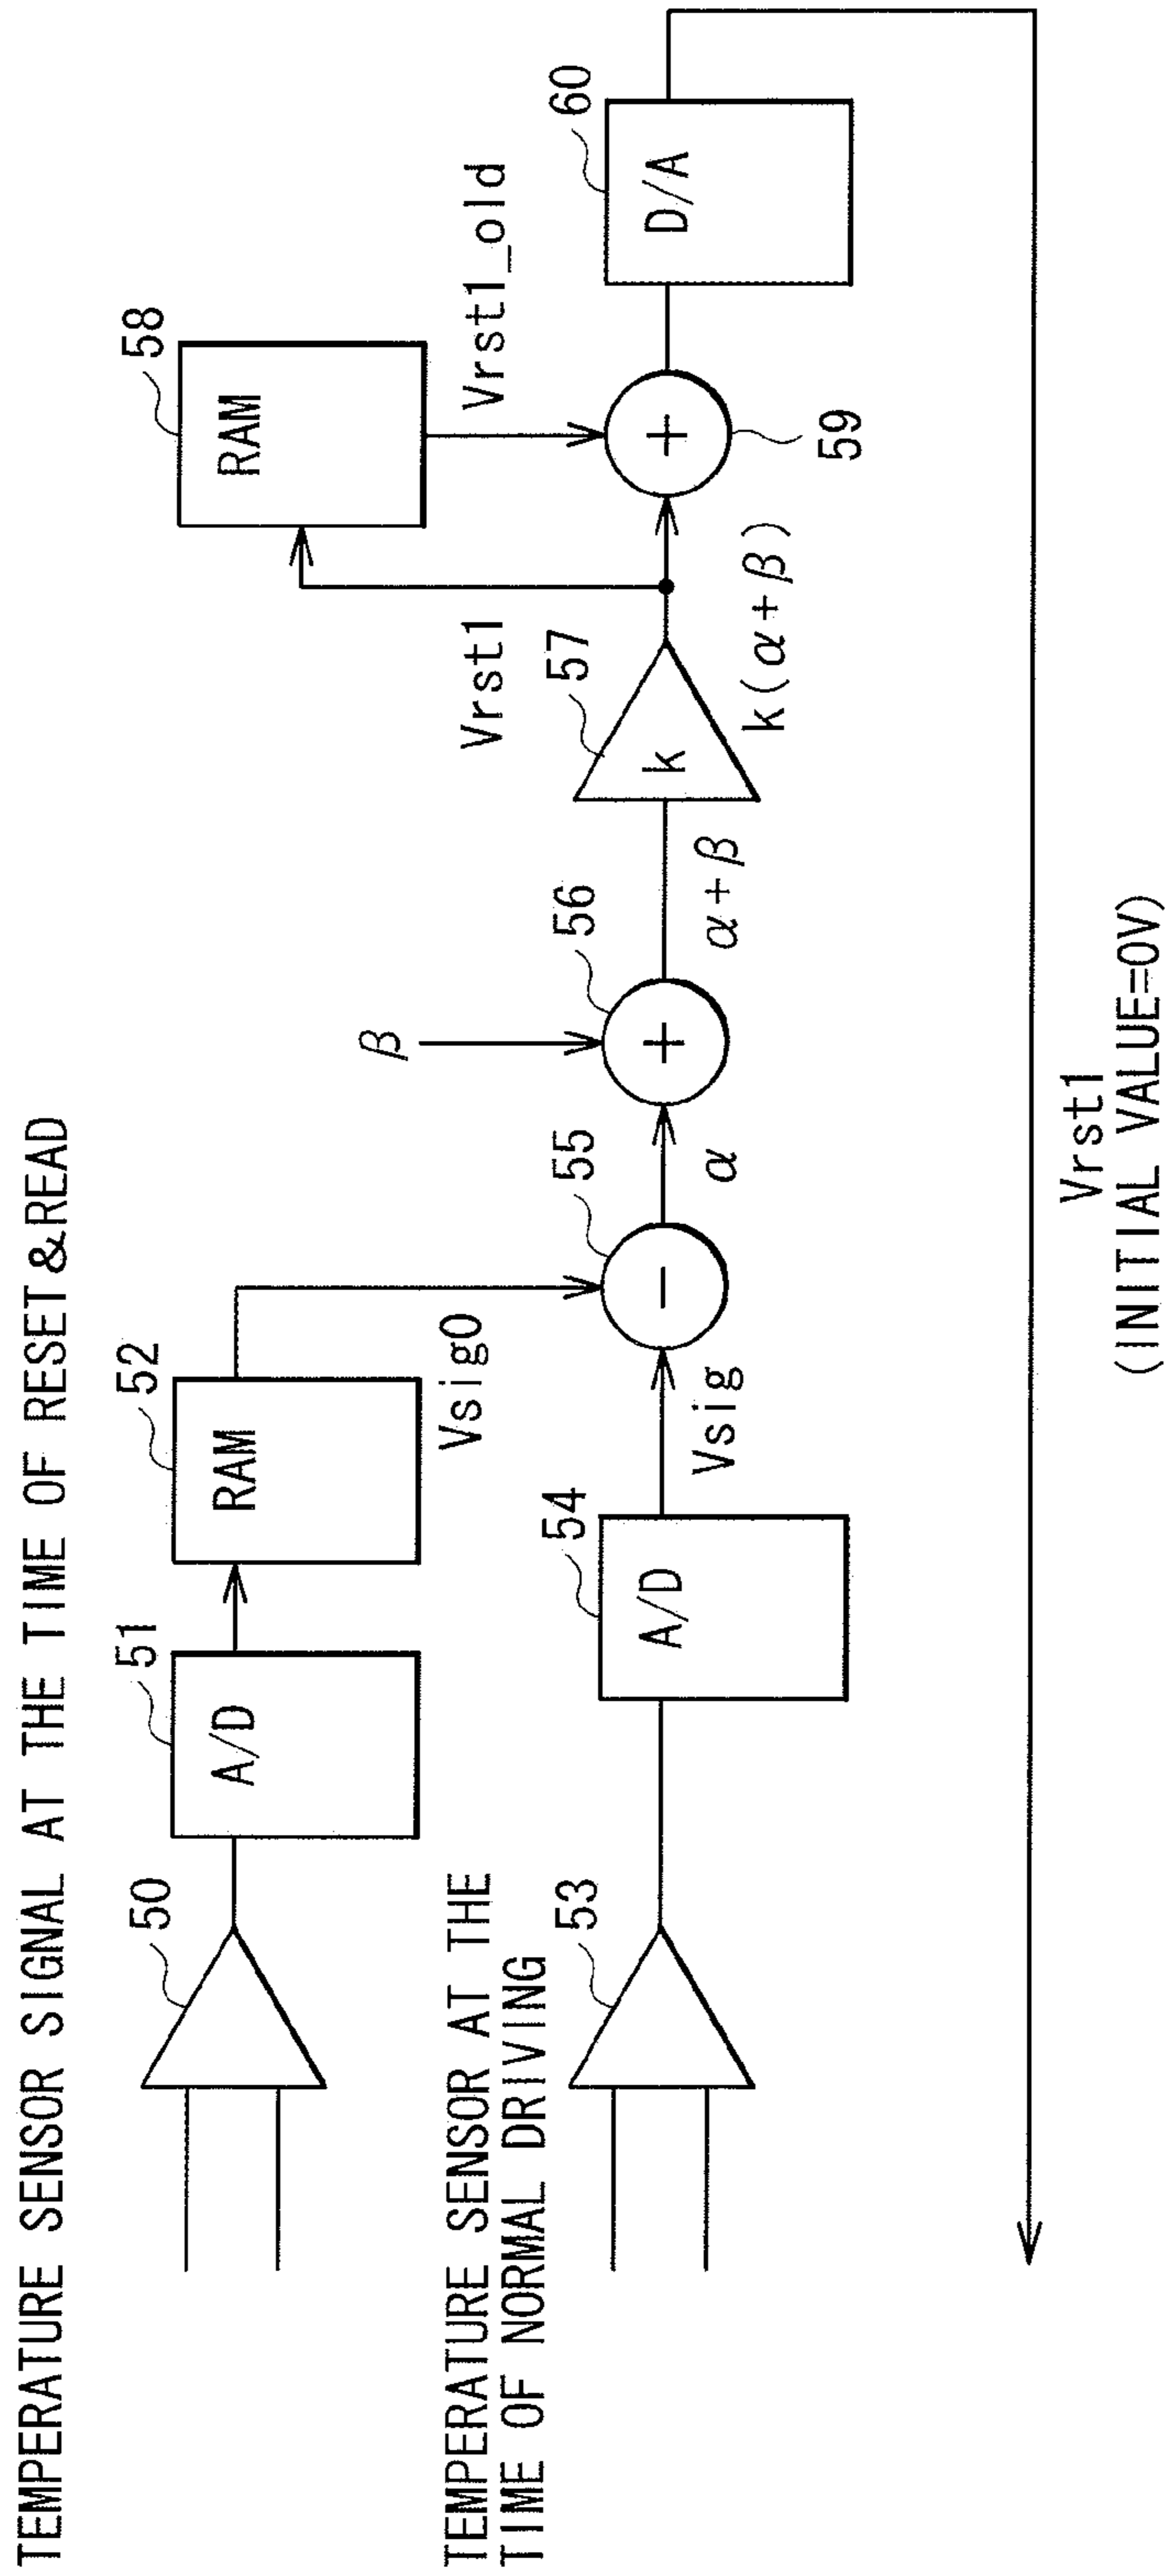 TEMPERATURE SENSOR SIGNAL AT THE TIME OF RESET&READ
50
51
A/D
52
RAM
Vsig0
TEMPERATURE SENSOR AT THE
TIME OF NORMAL DRIVING
53
54
A/D
Vsig
55
−
α
β
56
+
α+β
57
k
Vrst1
k(α+β)
58
RAM
Vrst1_old
59
+
60
D/A
Vrst1
(INITIAL VALUE=0V)